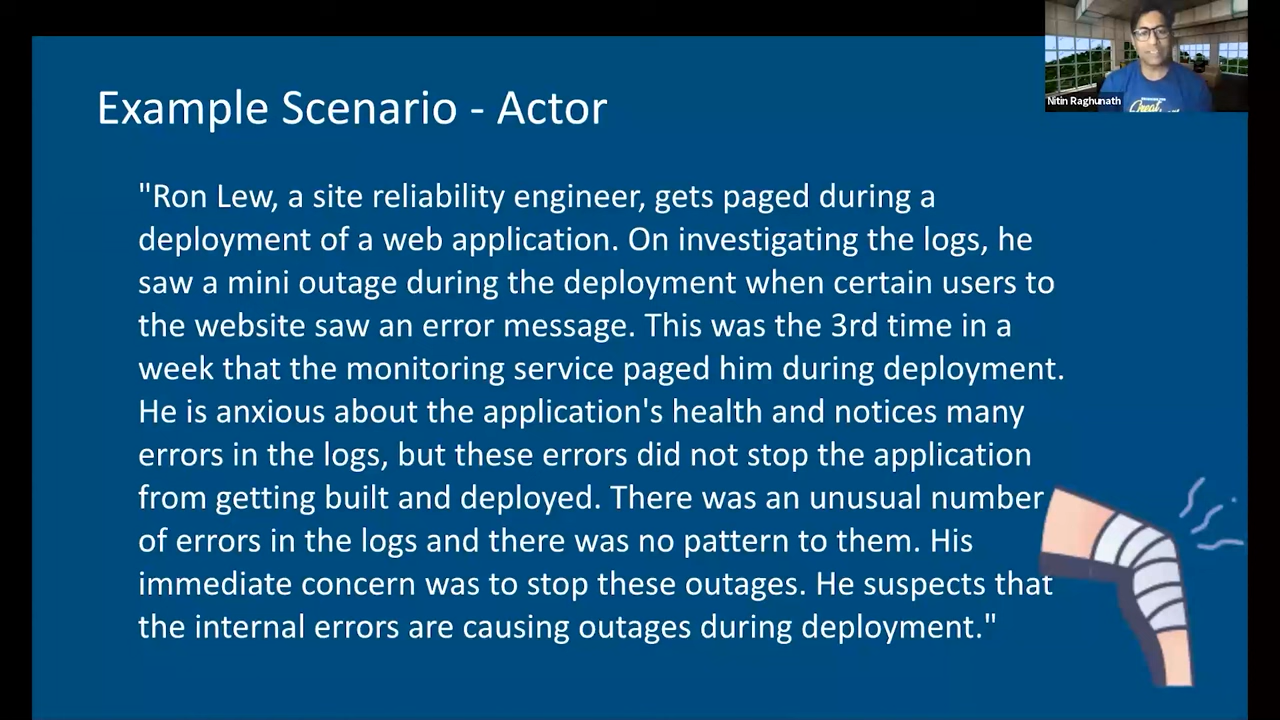 Example Scenario - Actor
Nitin Raghunath
"Ron Lew, a site reliability engineer, gets paged during a
deployment of a web application. On investigating the logs, he
saw a mini outage during the deployment when certain users to
the website saw an error message. This was the 3rd time in a
week that the monitoring service paged him during deployment.
He is anxious about the application's health and notices many
errors in the logs, but these errors did not stop the application
from getting built and deployed. There was an unusual number
of errors in the logs and there was no pattern to them. His
immediate concern was to stop these outages. He suspects that
the internal errors are causing outages during deployment."